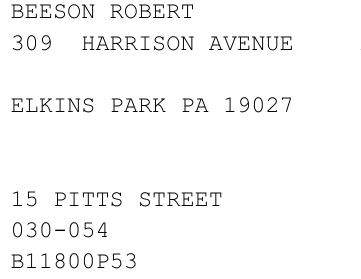 BEESON ROBERT
309  HARRISON AVENUE
ELKINS PARK PA 19027
15 PITTS STREET
030-054
B11800P53